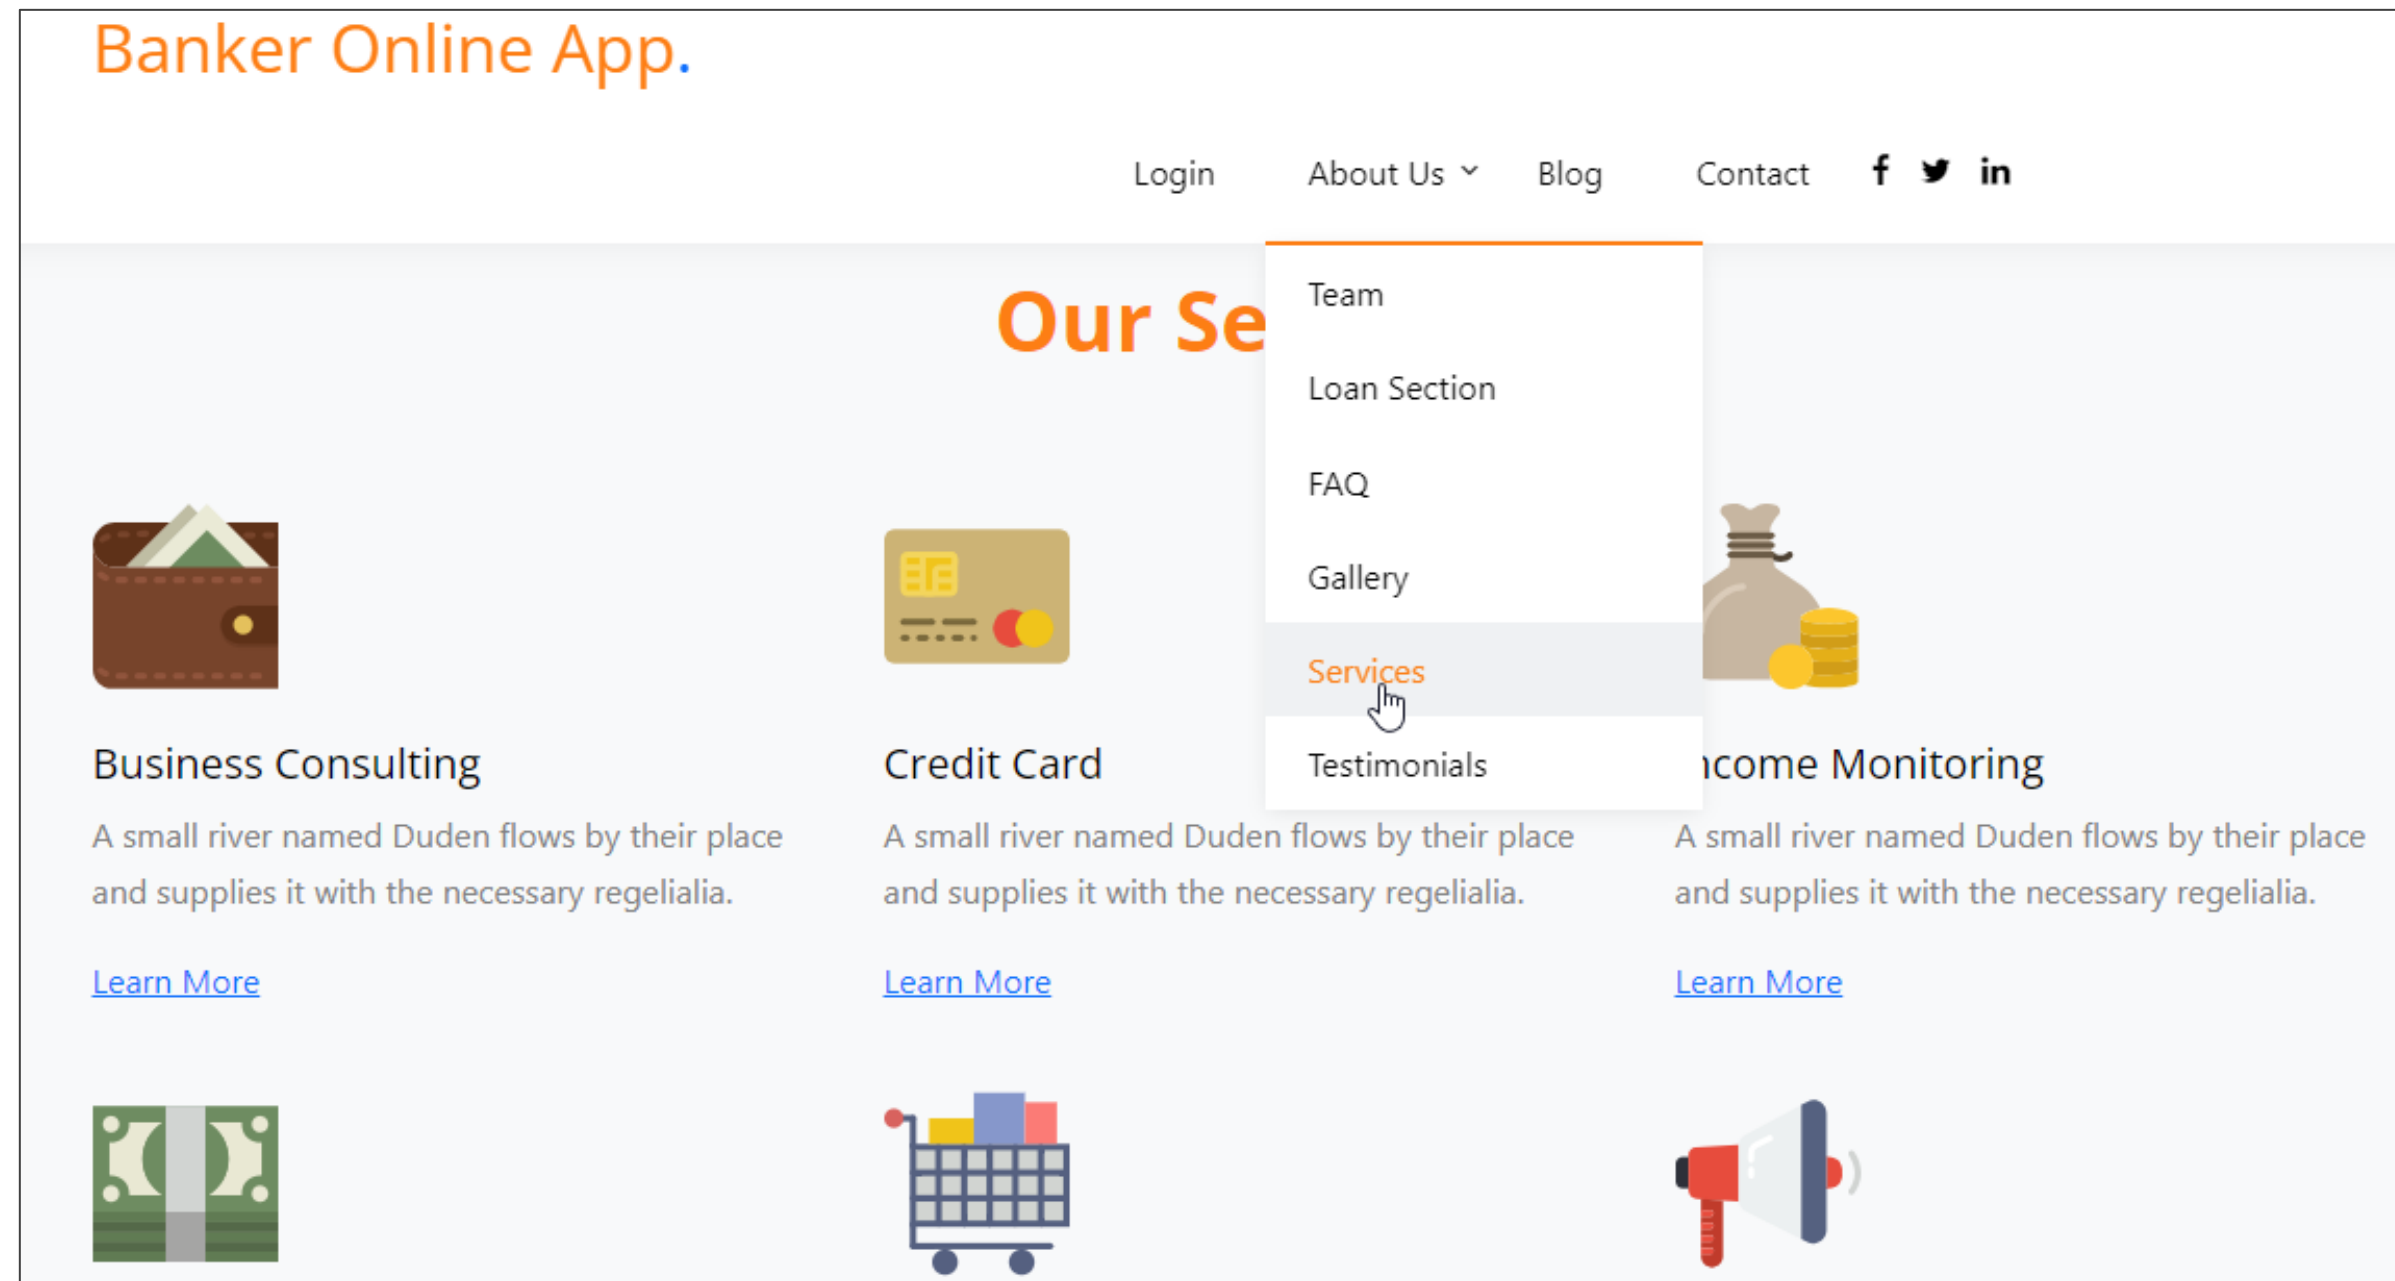 Banker Online App.
Login About Us Blog Contact
Team
Our Se
Loan Section
FAQ
Gallery
Services
Testimonials
Business Consulting
A small river named Duden flows by their place
and supplies it with the necessary regelialia.
Learn More
Credit Card
A small river named Duden flows by their place
and supplies it with the necessary regelialia.
Learn More
ncome Monitoring
A small river named Duden flows by their place
and supplies it with the necessary regelialia.
Learn More